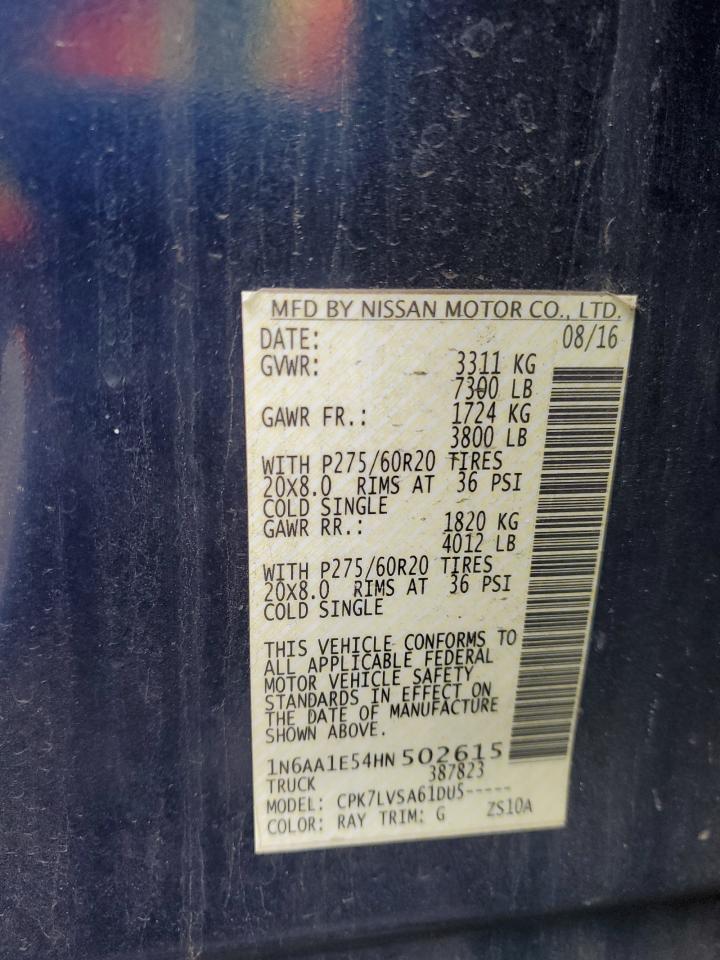 MFD BY NISSAN MOTOR CO., LTD.
DATE: 08/16
GVWR: 3311 KG
7300 LB
GAWR FR.: 1724 KG
3800 LB
WITH P275/60R20 TIRES
20X8.0 RIMS AT 36 PSI
COLD SINGLE
GAWR RR.: 1820 KG
4012 LB
WITH P275/60R20 TIRES
20X8.0 RIMS AT 36 PSI
COLD SINGLE
THIS VEHICLE CONFORMS TO
ALL APPLICABLE FEDERAL
MOTOR VEHICLE SAFETY
STANDARDS IN EFFECT ON
THE DATE OF MANUFACTURE
SHOWN ABOVE.
1N6AA1E54HN502615
TRUCK 387823
MODEL: CPK7LVSA61DUS-----
COLOR: RAY TRIM: G ZS10A